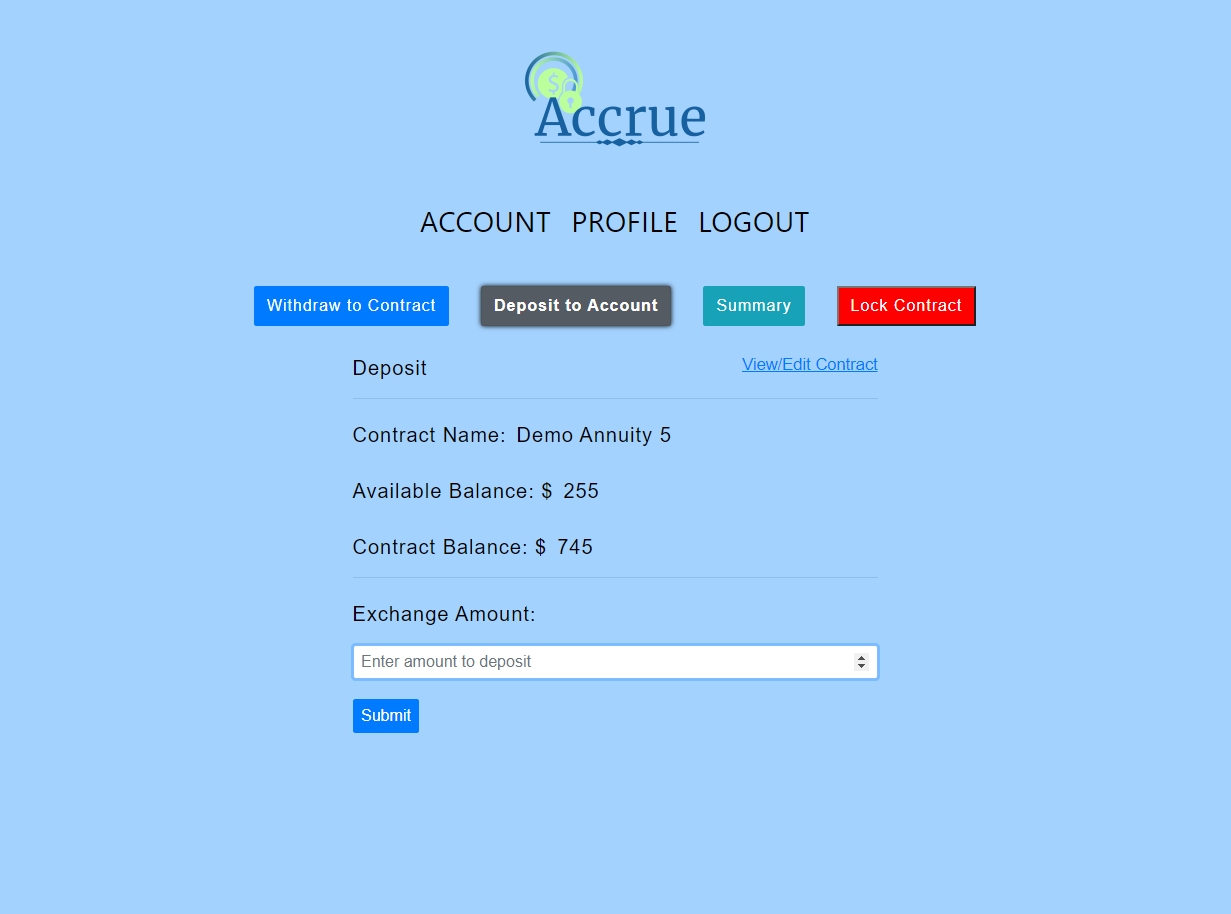 $
Accrue
ACCOUNT PROFILE LOGOUT
Withdraw to Contract Deposit to Account Summary Lock Contract
Deposit View/Edit Contract
Contract Name: Demo Annuity 5
Available Balance: $ 255
Contract Balance: $ 745
Exchange Amount:
Enter amount to deposit
Submit